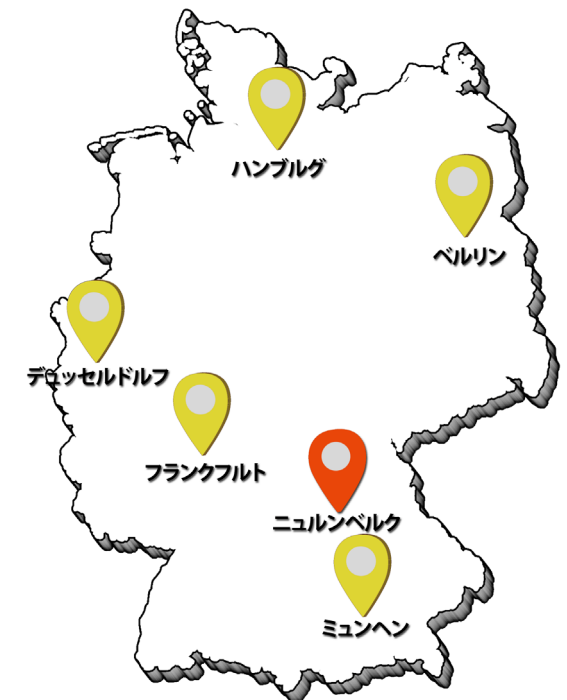 ハンブルグ
ベルリン
デュッセルドルフ
フランクフルト
ニュルンベルク
ミュンヘン